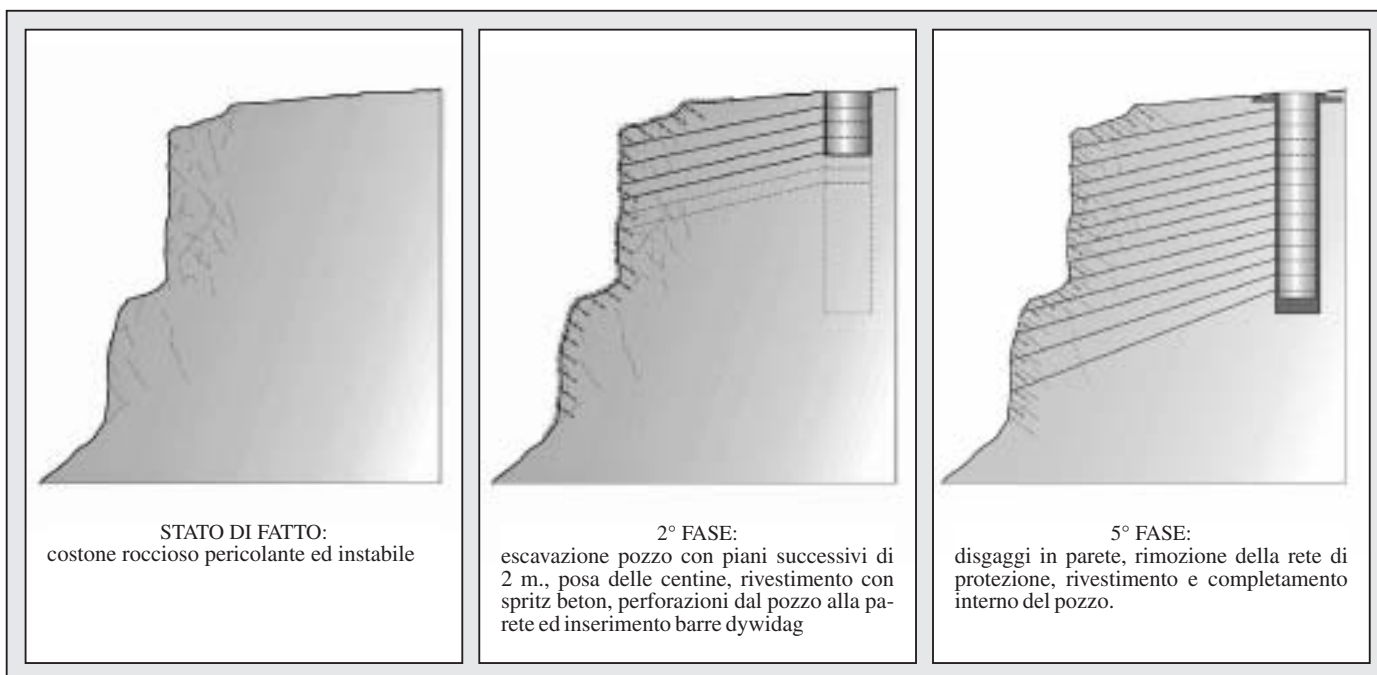 STATO DI FATTO:
costone roccioso pericolante ed instabile
2° FASE:
escavazione pozzo con piani successivi di
2 m., posa delle centine, rivestimento con
spritz beton, perforazioni dal pozzo alla pa-
rete ed inserimento barre dywidag
5° FASE:
disgaggi in parete, rimozione della rete di
protezione, rivestimento e completamento
interno del pozzo.